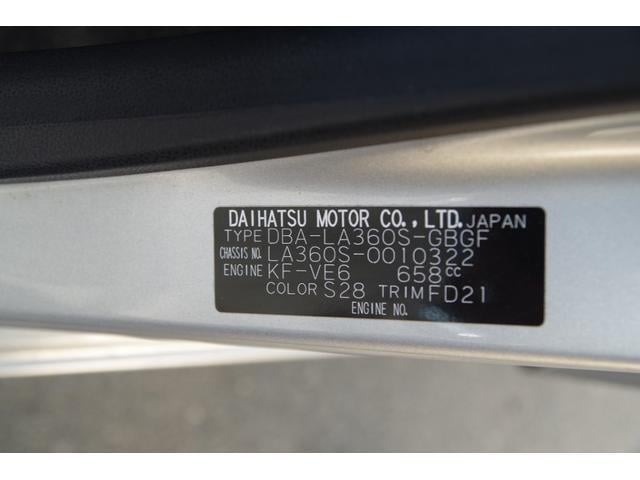 DAIHATSU MOTOR CO.,LTD. JAPAN
TYPE DBA-LA360S-GBGF
CHASSIS NO. LA360S-0010322
ENGINE KF-VE6 658cc
COLOR S28 TRIM FD21
ENGINE NO.